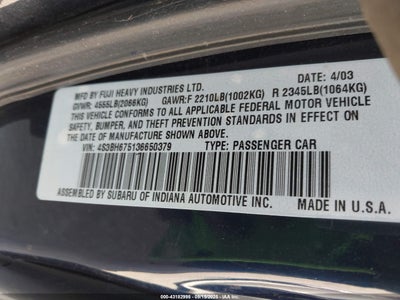 MFD BY FUJI HEAVY INDUSTRIES LTD. DATE 4/03
GVWR: 4555LB(2066KG) GAWR:F 2210LB(1002KG) R 2345LB(1064KG)
THIS VEHICLE CONFORMS TO ALL APPLICABLE FEDERAL MOTOR VEHICLE
SAFETY, BUMPER, AND THEFT PREVENTION STANDARDS IN EFFECT ON
THE DATE OF MANUFACTURE SHOWN ABOVE.
VIN: 4S3BH675136650379 TYPE: PASSENGER CAR
ASSEMBLED BY SUBARU OF INDIANA AUTOMOTIVE INC. MADE IN U.S.A.